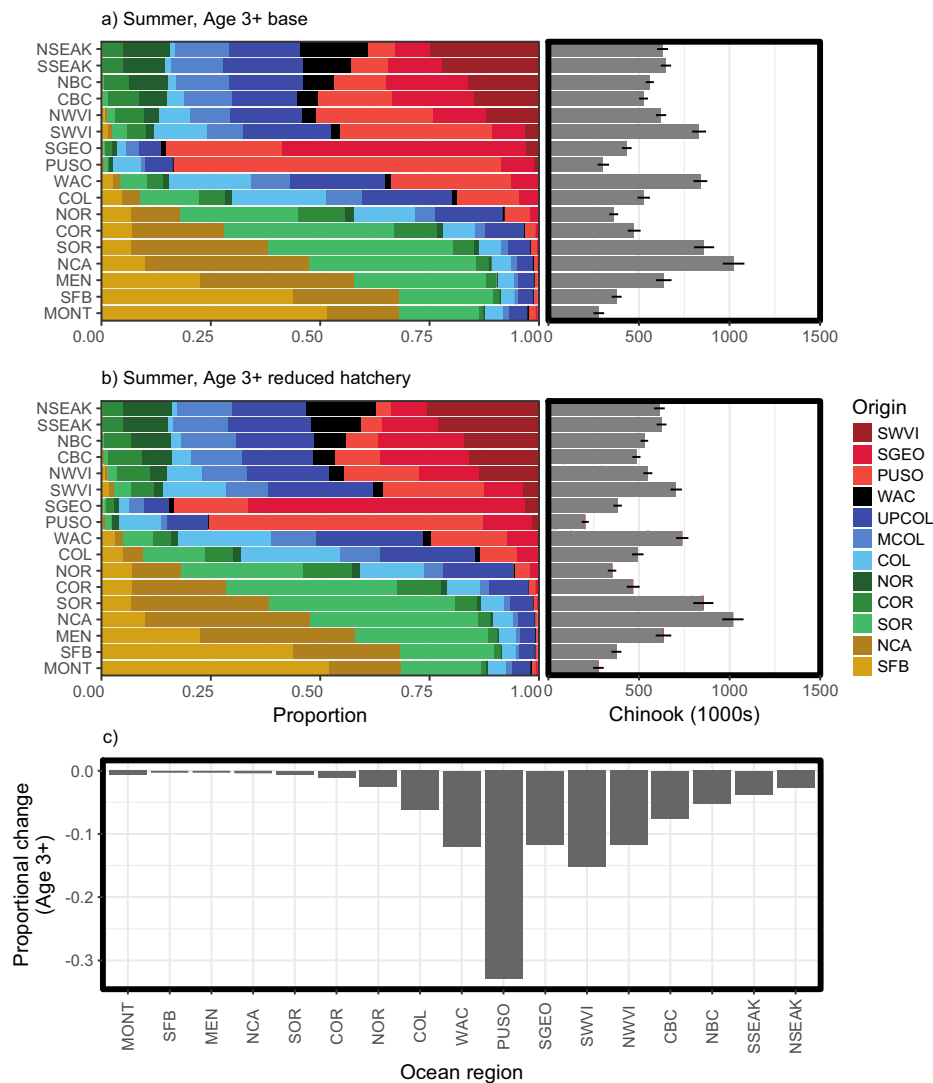 a) Summer, Age 3+ base
NSEAK
SSEAK
NBC
CBC
NWVI
SWVI
SGEO
PUSO
WAC
COL
NOR
COR
SOR
NCA
MEN
SFB
MONT
0.00 0.25 0.50 0.75 1.000 500 1000 1500
b) Summer, Age 3+ reduced hatchery
NSEAK
SSEAK
NBC
CBC
NWVI
SWVI
SGEO
PUSO
WAC
COL
NOR
COR
SOR
NCA
MEN
SFB
MONT
0.00 0.25 0.50 0.75 1.000 500 1000 1500
Proportion Chinook (1000s)
Origin
SWVI
SGEO
PUSO
WAC
UPCOL
MCOL
COL
NOR
COR
SOR
NCA
SFB
c)
Proportional change
(Age 3+)
0.0
-0.1
-0.2
-0.3
MONT SFB MEN NCA SOR COR NOR COL WAC PUSO SGEO SWVI NWVI CBC NBC SSEAK NSEAK
Ocean region